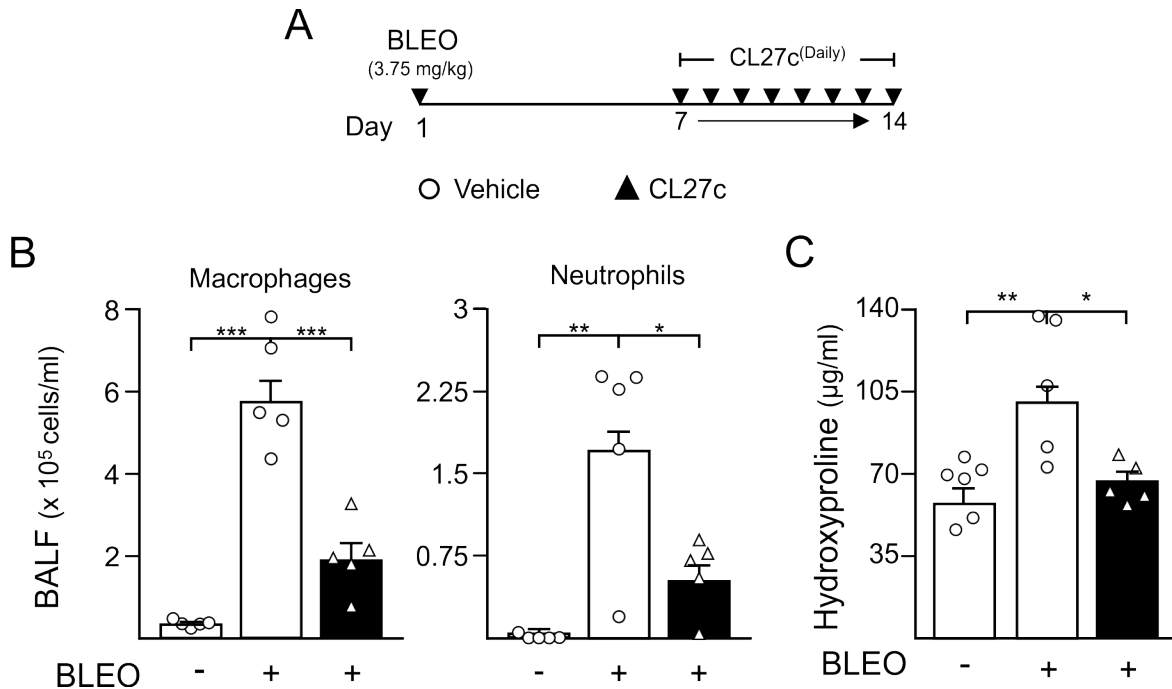 A
BLEO
(3.75 mg/kg)
CL27c(Daily)
Day 1 7 14
Vehicle CL27c
B
Macrophages
8
6
4
2
BALF (x 10⁵ cells/ml)
*** ***
BLEO - + +
Neutrophils
3
2.25
1.5
0.75
** *
- + +
C
140
105
70
35
Hydroxyproline (µg/ml)
** *
BLEO - + +